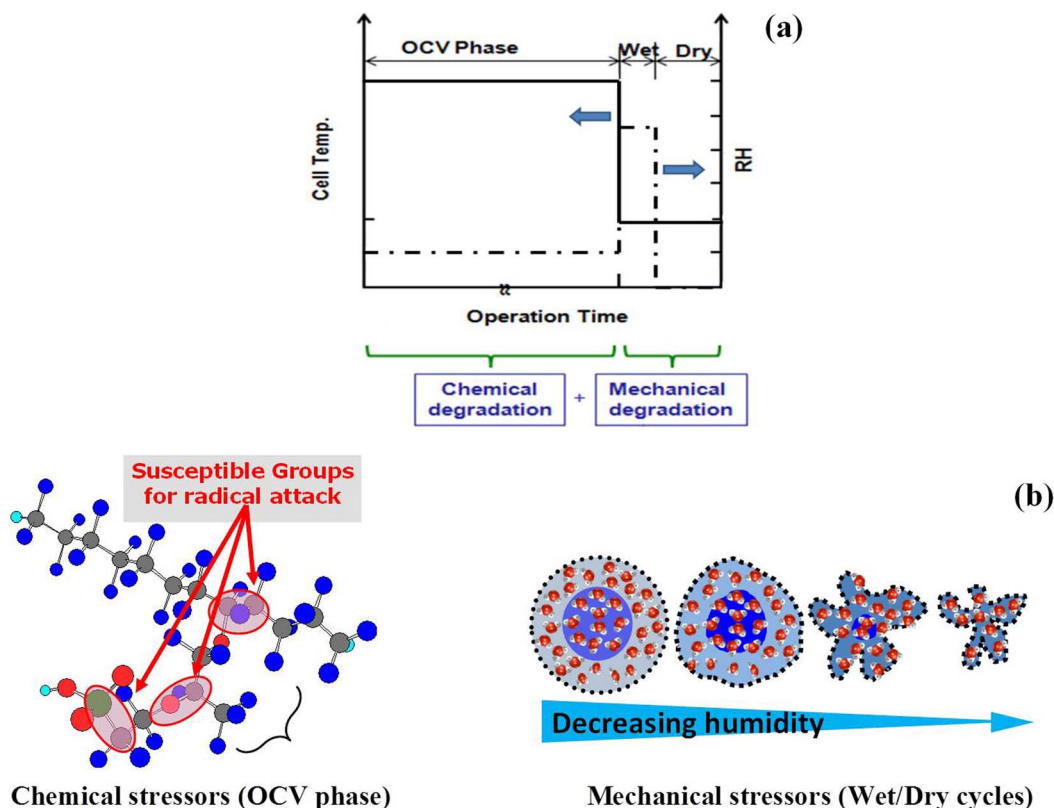 (a)
OCV Phase
Wet
Dry
Cell Temp.
RH
≈
Operation Time
Chemical
degradation
+
Mechanical
degradation
Susceptible Groups
for radical attack
(b)
Decreasing humidity
Chemical stressors (OCV phase)
Mechanical stressors (Wet/Dry cycles)